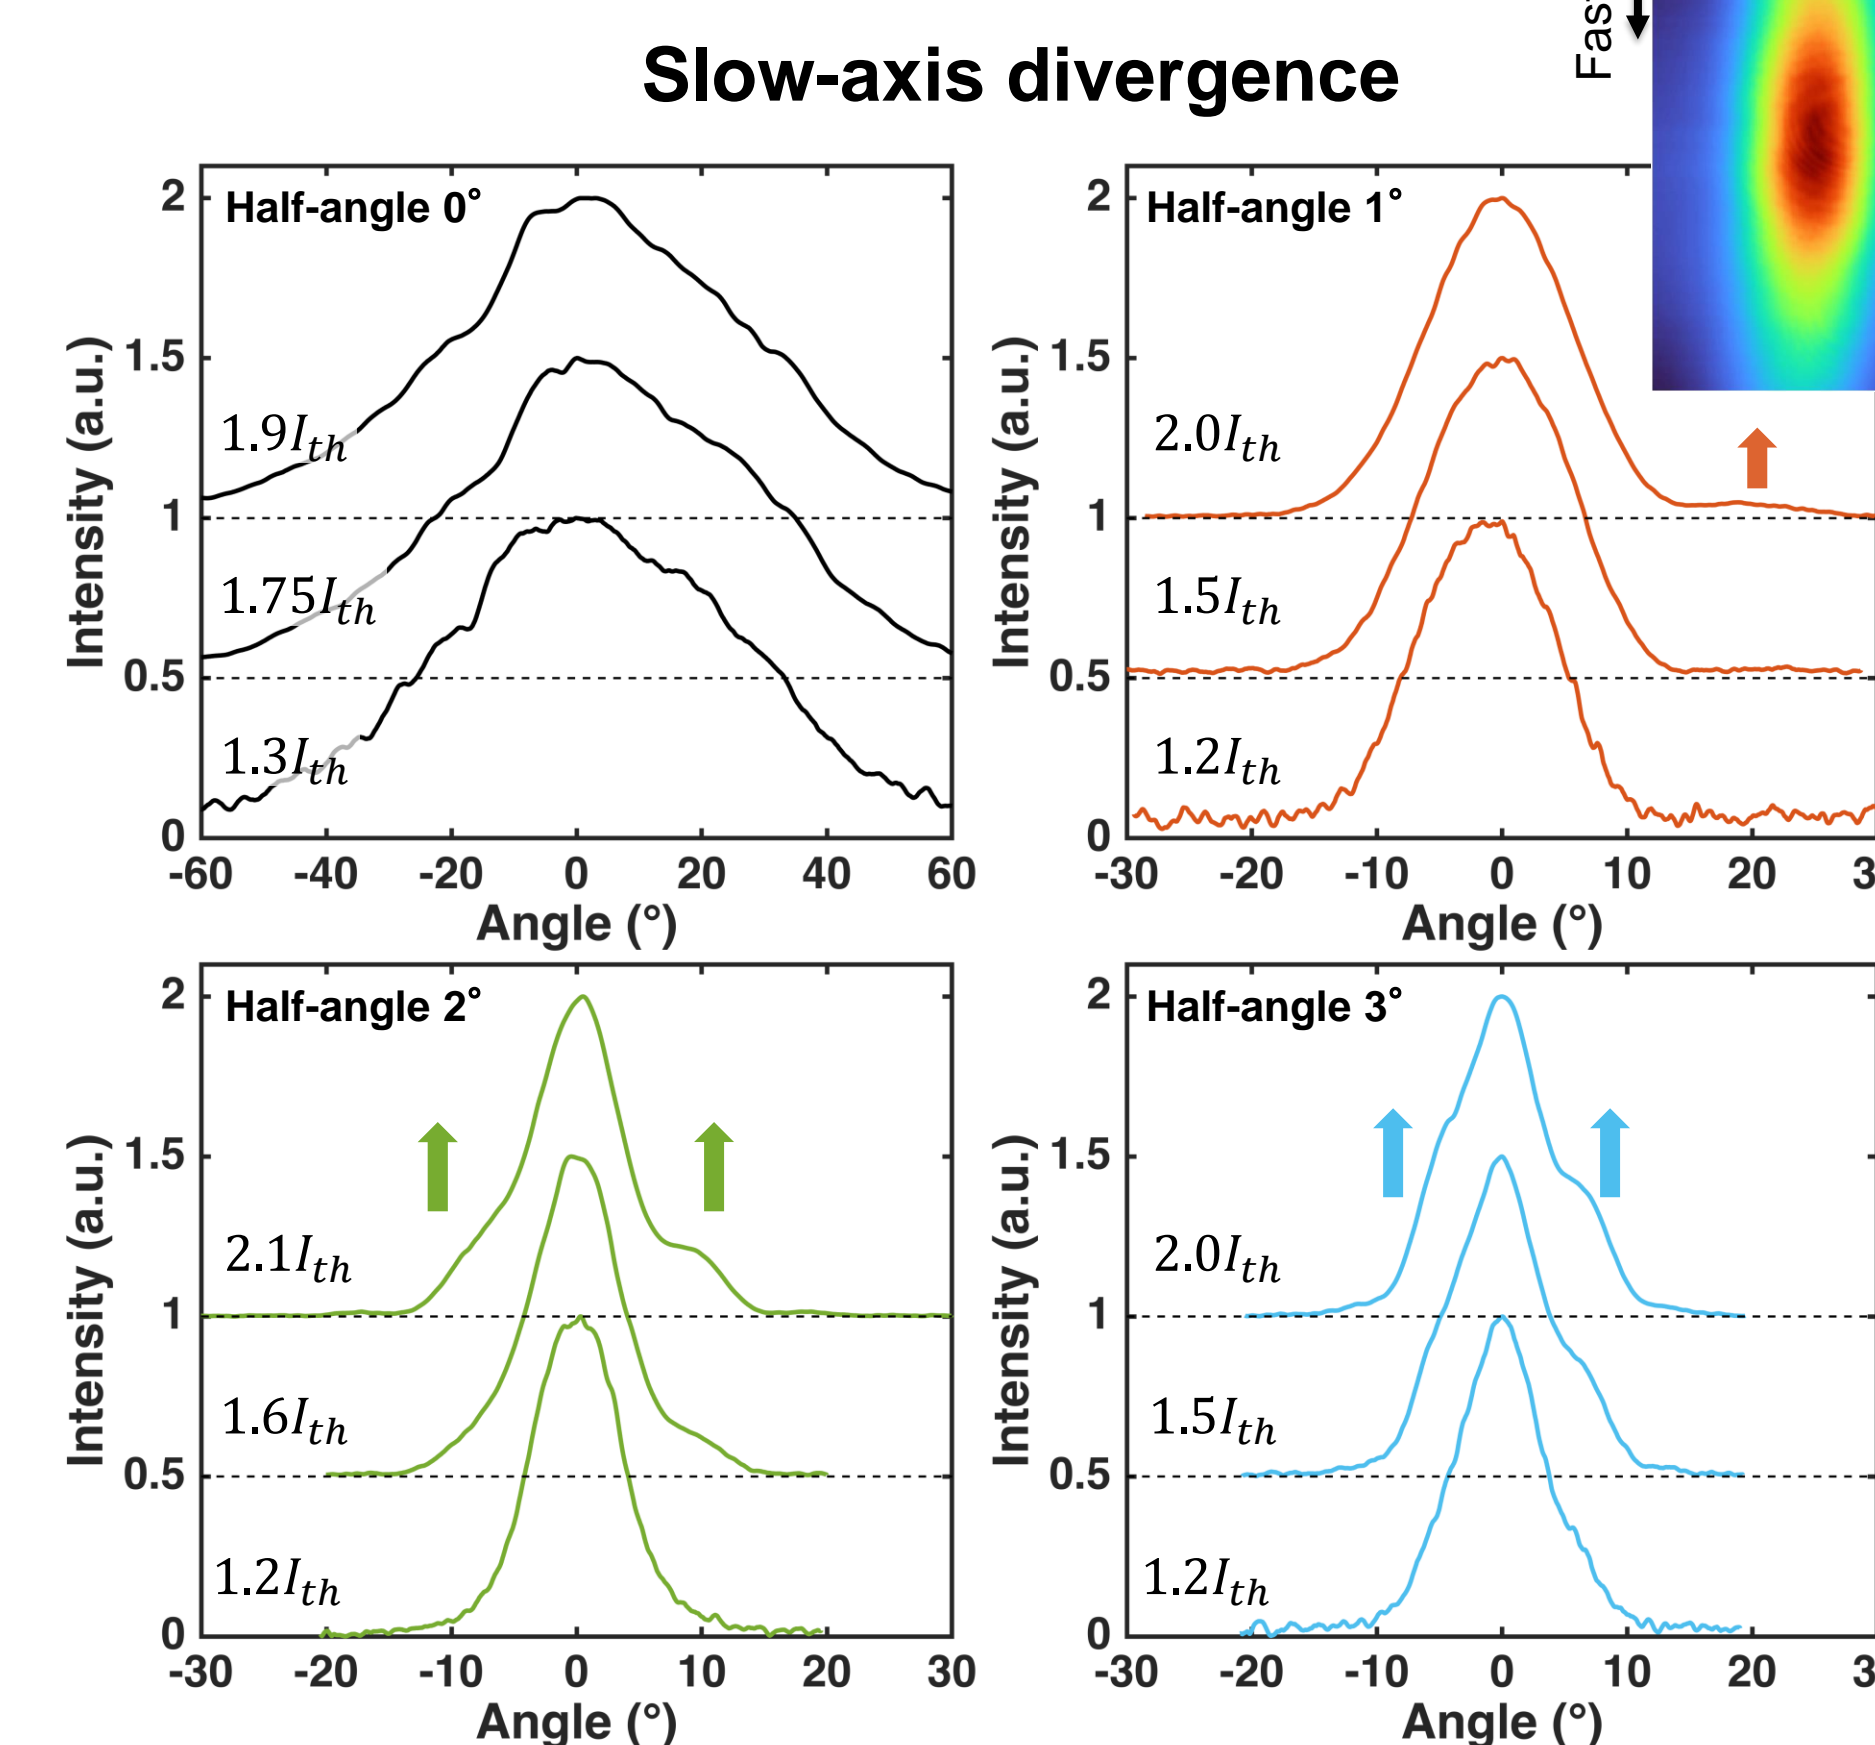 Fas
Slow-axis divergence
Half-angle 0°
2
1.5
1
0.5
0
1.9I_th
1.75I_th
1.3I_th
-60 -40 -20 0 20 40 60
Angle (°)
Intensity (a.u.)
Half-angle 1°
2
1.5
1
0.5
0
2.0I_th
1.5I_th
1.2I_th
-30 -20 -10 0 10 20 3
Angle (°)
Intensity (a.u.)
Half-angle 2°
2
1.5
1
0.5
0
2.1I_th
1.6I_th
1.2I_th
-30 -20 -10 0 10 20 30
Angle (°)
Intensity (a.u.)
Half-angle 3°
2
1.5
1
0.5
0
2.0I_th
1.5I_th
1.2I_th
-30 -20 -10 0 10 20 3
Angle (°)
Intensity (a.u.)